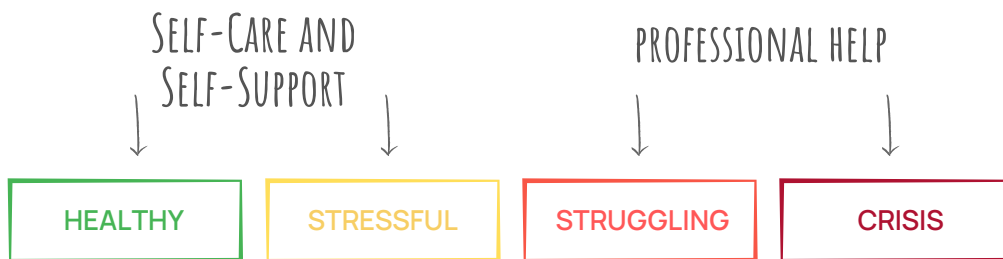 Self-Care and
Self-Support
Professional Help
HEALTHY
STRESSFUL
STRUGGLING
CRISIS